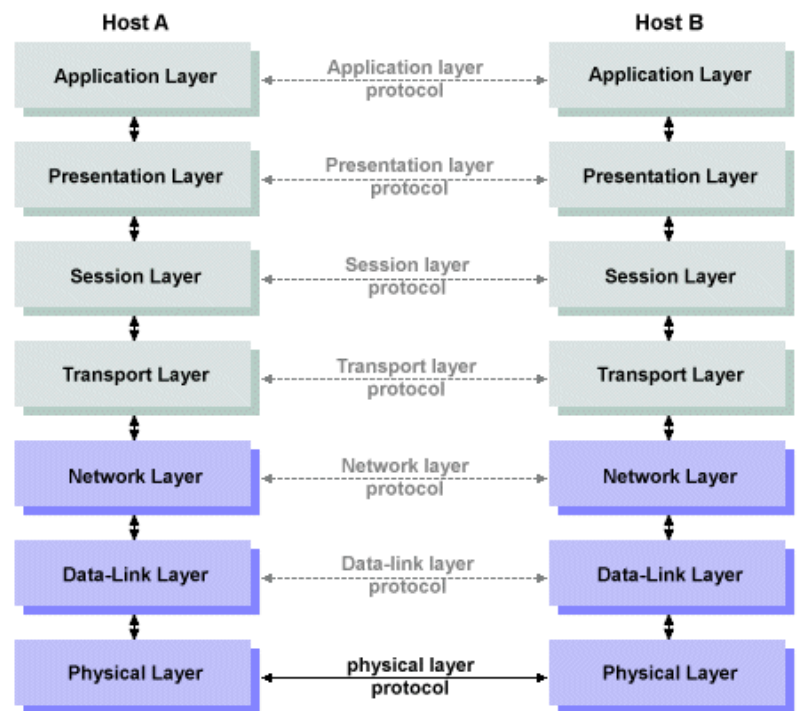 Host A
Host B
Application Layer
Application layer
protocol
Application Layer
Presentation Layer
Presentation layer
protocol
Presentation Layer
Session Layer
Session layer
protocol
Session Layer
Transport Layer
Transport layer
protocol
Transport Layer
Network Layer
Network layer
protocol
Network Layer
Data-Link Layer
Data-link layer
protocol
Data-Link Layer
Physical Layer
physical layer
protocol
Physical Layer